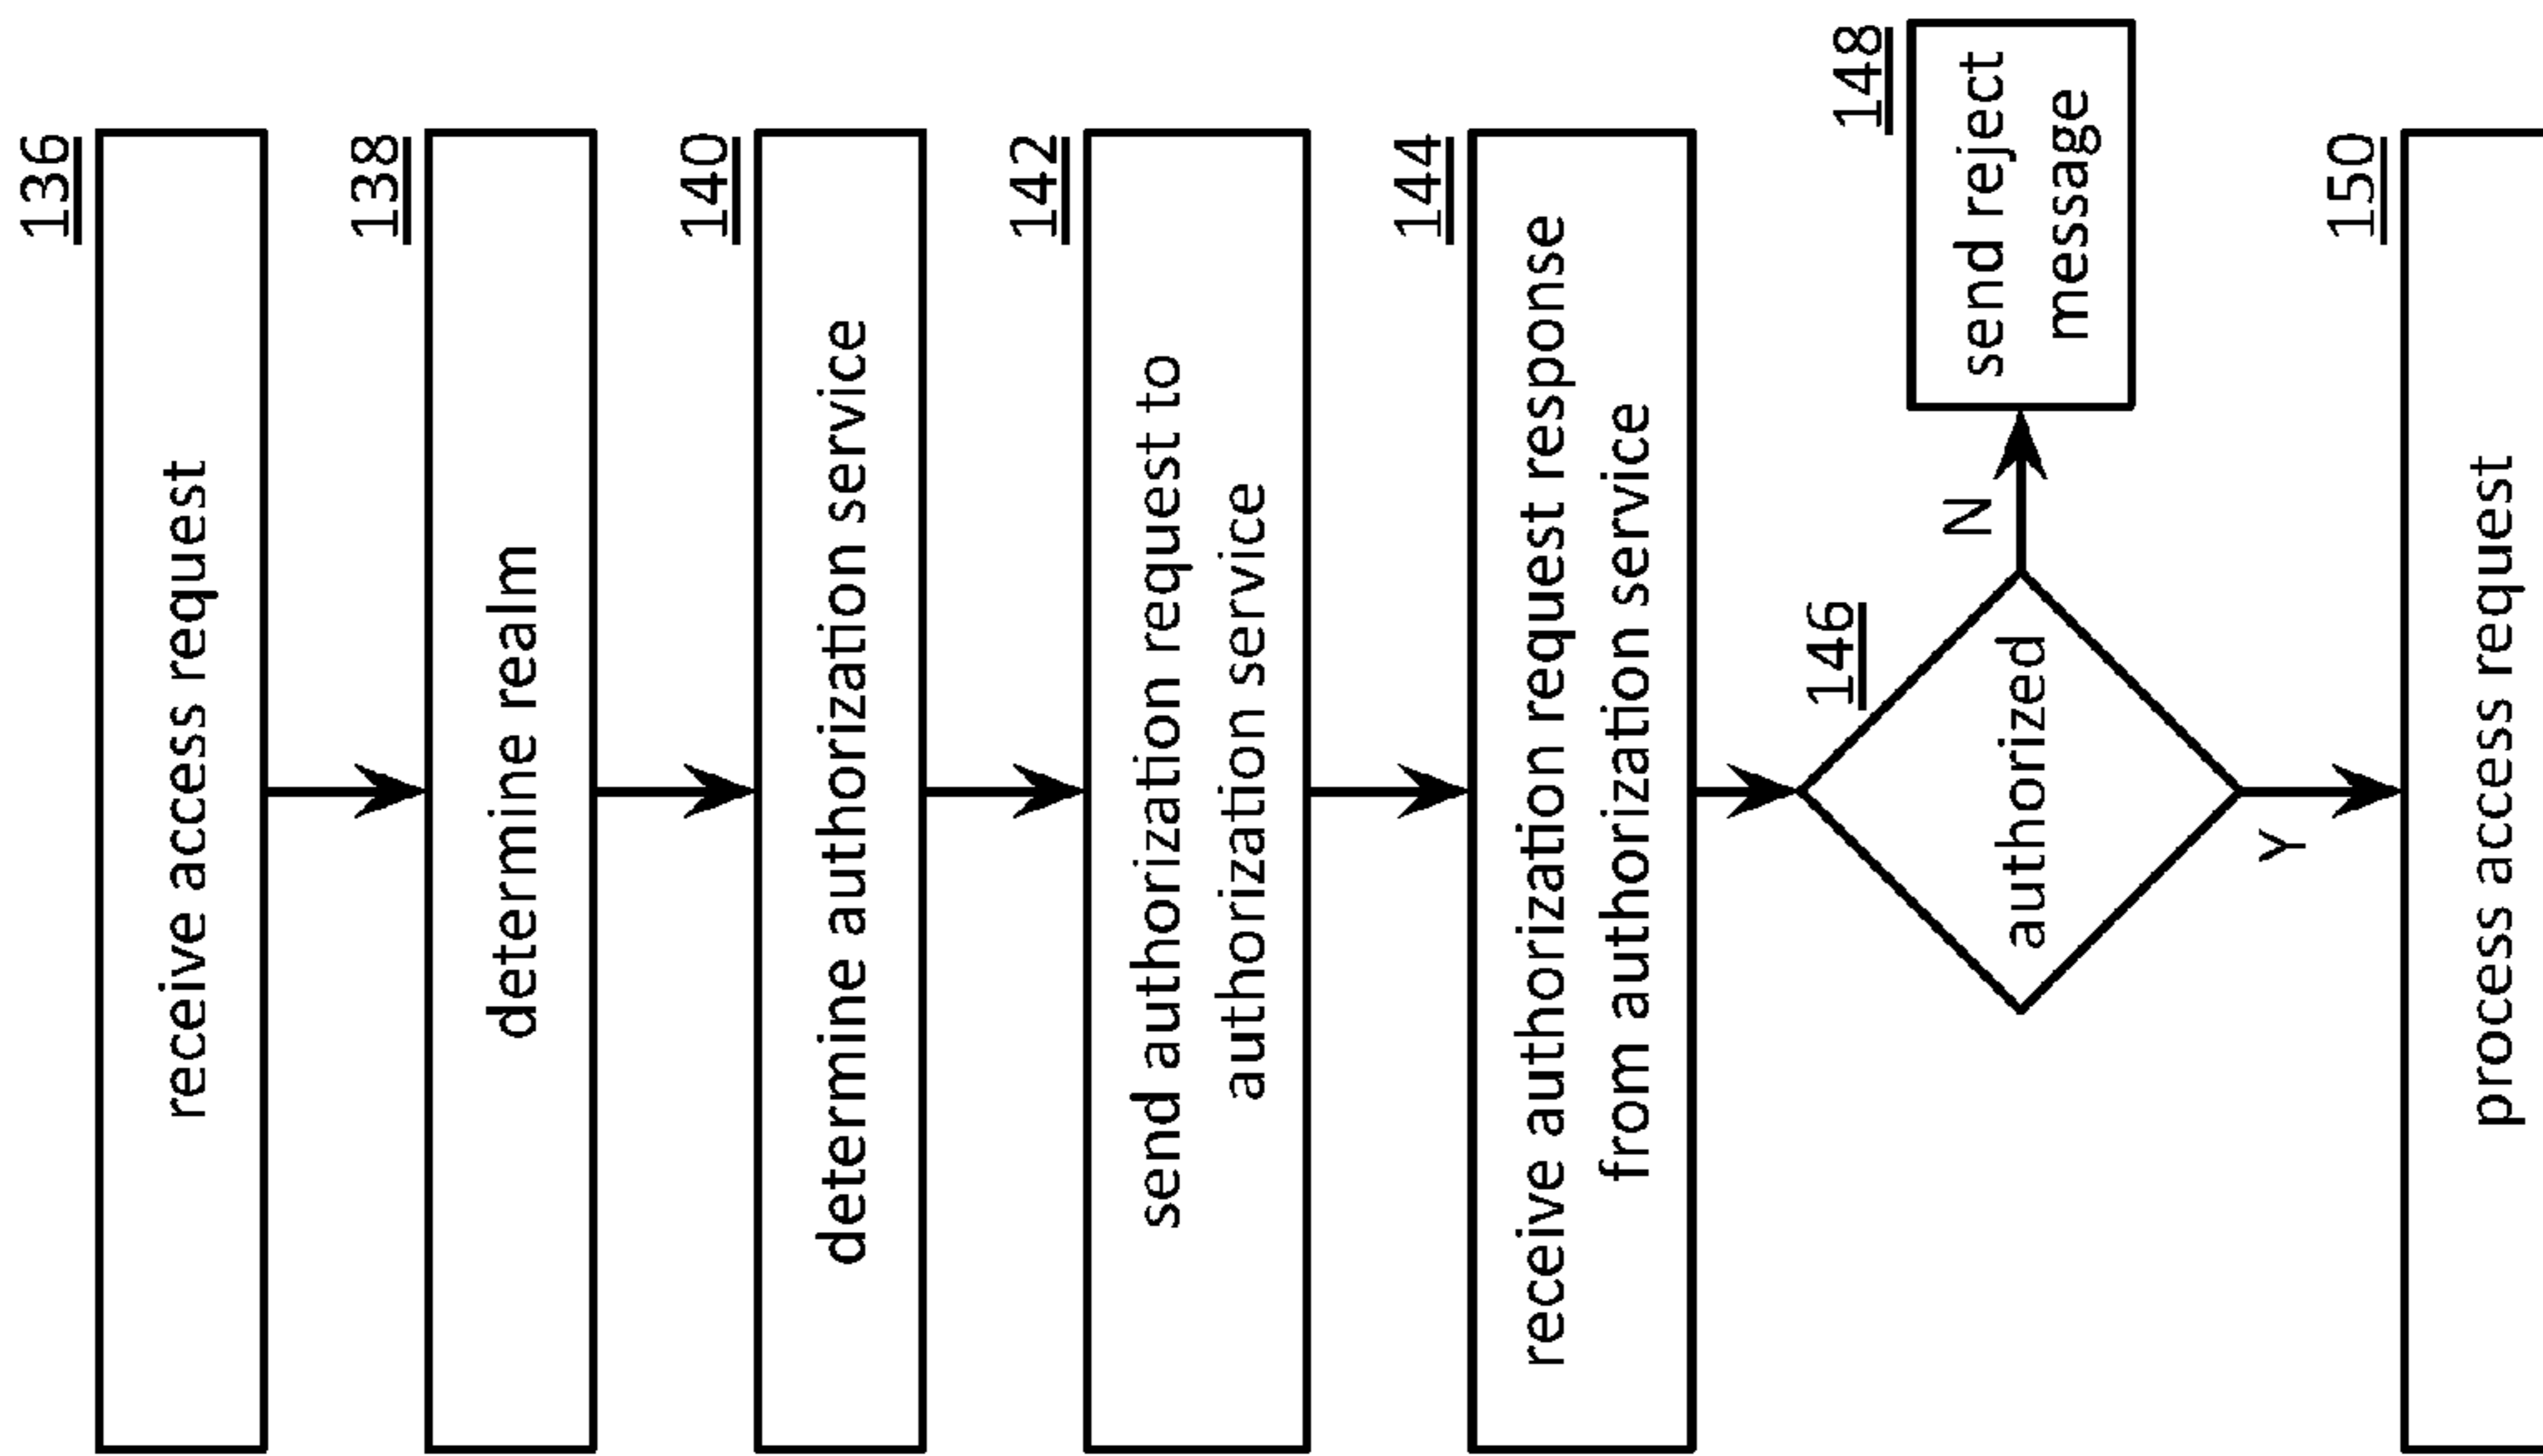 136
receive access request
138
determine realm
140
determine authorization service
142
send authorization request to
authorization service
144
receive authorization request response
from authorization service
146
authorized
N
148
send reject
message
Y
150
process access request